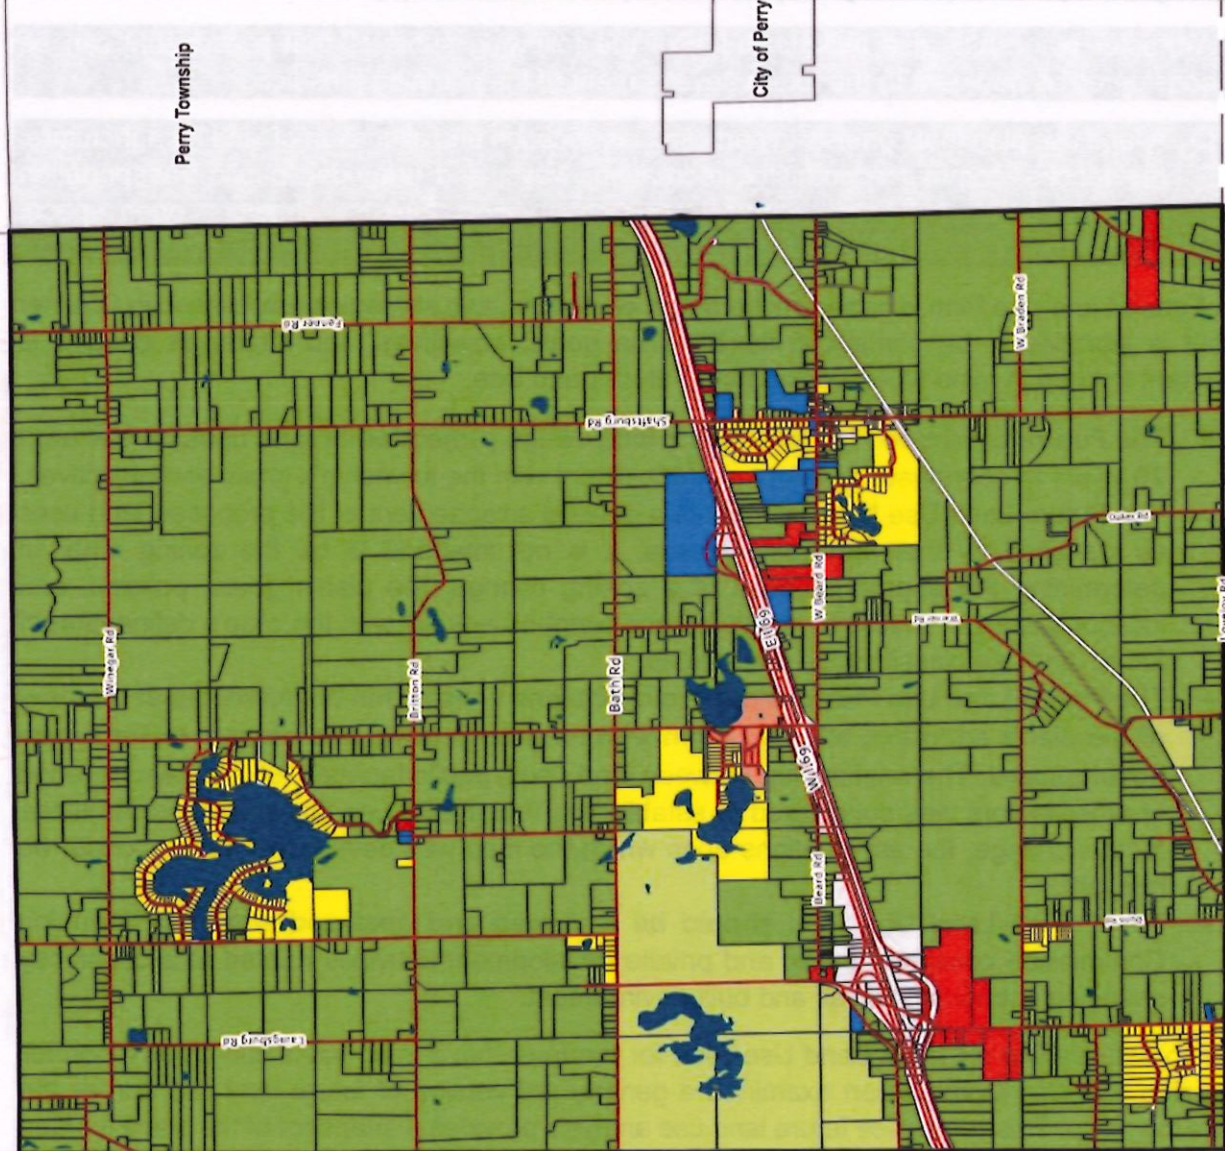 Perry Township
City of Perry
Fenner Rd
W Braden Rd
Shaftsburg Rd
W Beard Rd
E I 69
Warner Rd
Winegar Rd
Britton Rd
Bath Rd
W I 69
Beard Rd
Laingsburg Rd